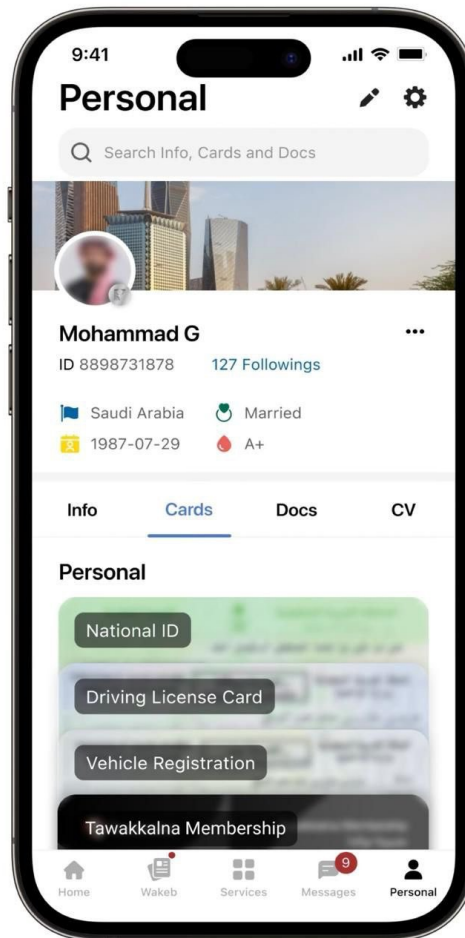 9:41
Personal
Search Info, Cards and Docs
Mohammad G
ID 8898731878 127 Followings
Saudi Arabia Married
1987-07-29 A+
Info Cards Docs CV
Personal
National ID
Driving License Card
Vehicle Registration
Tawakkalna Membership
9
Home Wakeb Services Messages Personal